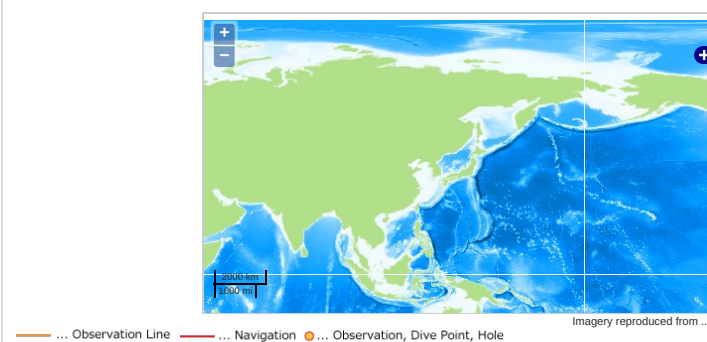 +
−
+
2000 km
1000 mi
Imagery reproduced from ..
... Observation Line ... Navigation ... Observation, Dive Point, Hole